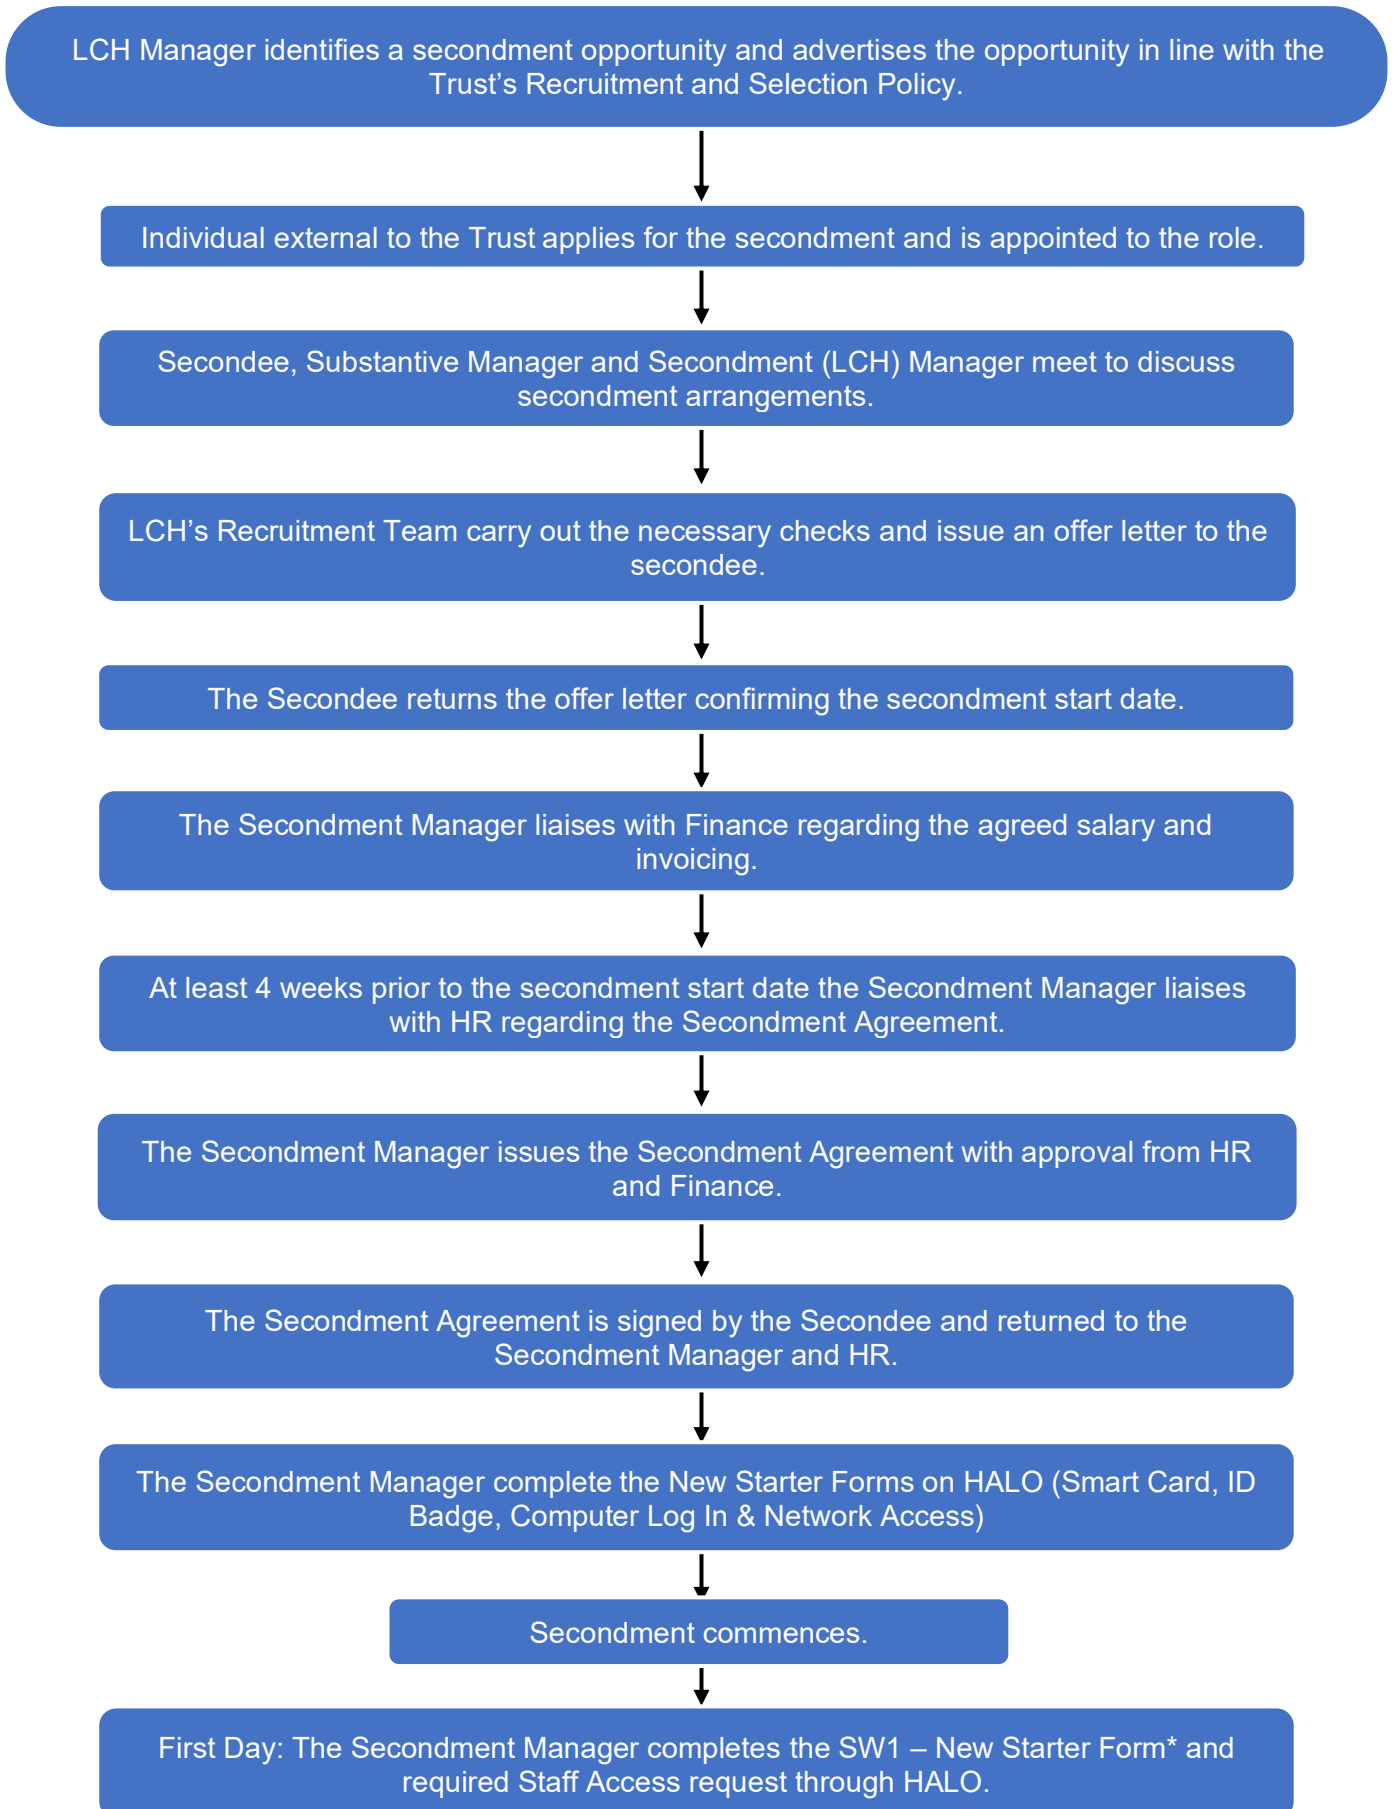 LCH Manager identifies a secondment opportunity and advertises the opportunity in line with the
Trust’s Recruitment and Selection Policy.
Individual external to the Trust applies for the secondment and is appointed to the role.
Secondee, Substantive Manager and Secondment (LCH) Manager meet to discuss
secondment arrangements.
LCH’s Recruitment Team carry out the necessary checks and issue an offer letter to the
secondee.
The Secondee returns the offer letter confirming the secondment start date.
The Secondment Manager liaises with Finance regarding the agreed salary and
invoicing.
At least 4 weeks prior to the secondment start date the Secondment Manager liaises
with HR regarding the Secondment Agreement.
The Secondment Manager issues the Secondment Agreement with approval from HR
and Finance.
The Secondment Agreement is signed by the Secondee and returned to the
Secondment Manager and HR.
The Secondment Manager complete the New Starter Forms on HALO (Smart Card, ID
Badge, Computer Log In & Network Access)
Secondment commences.
First Day: The Secondment Manager completes the SW1 – New Starter Form* and
required Staff Access request through HALO.